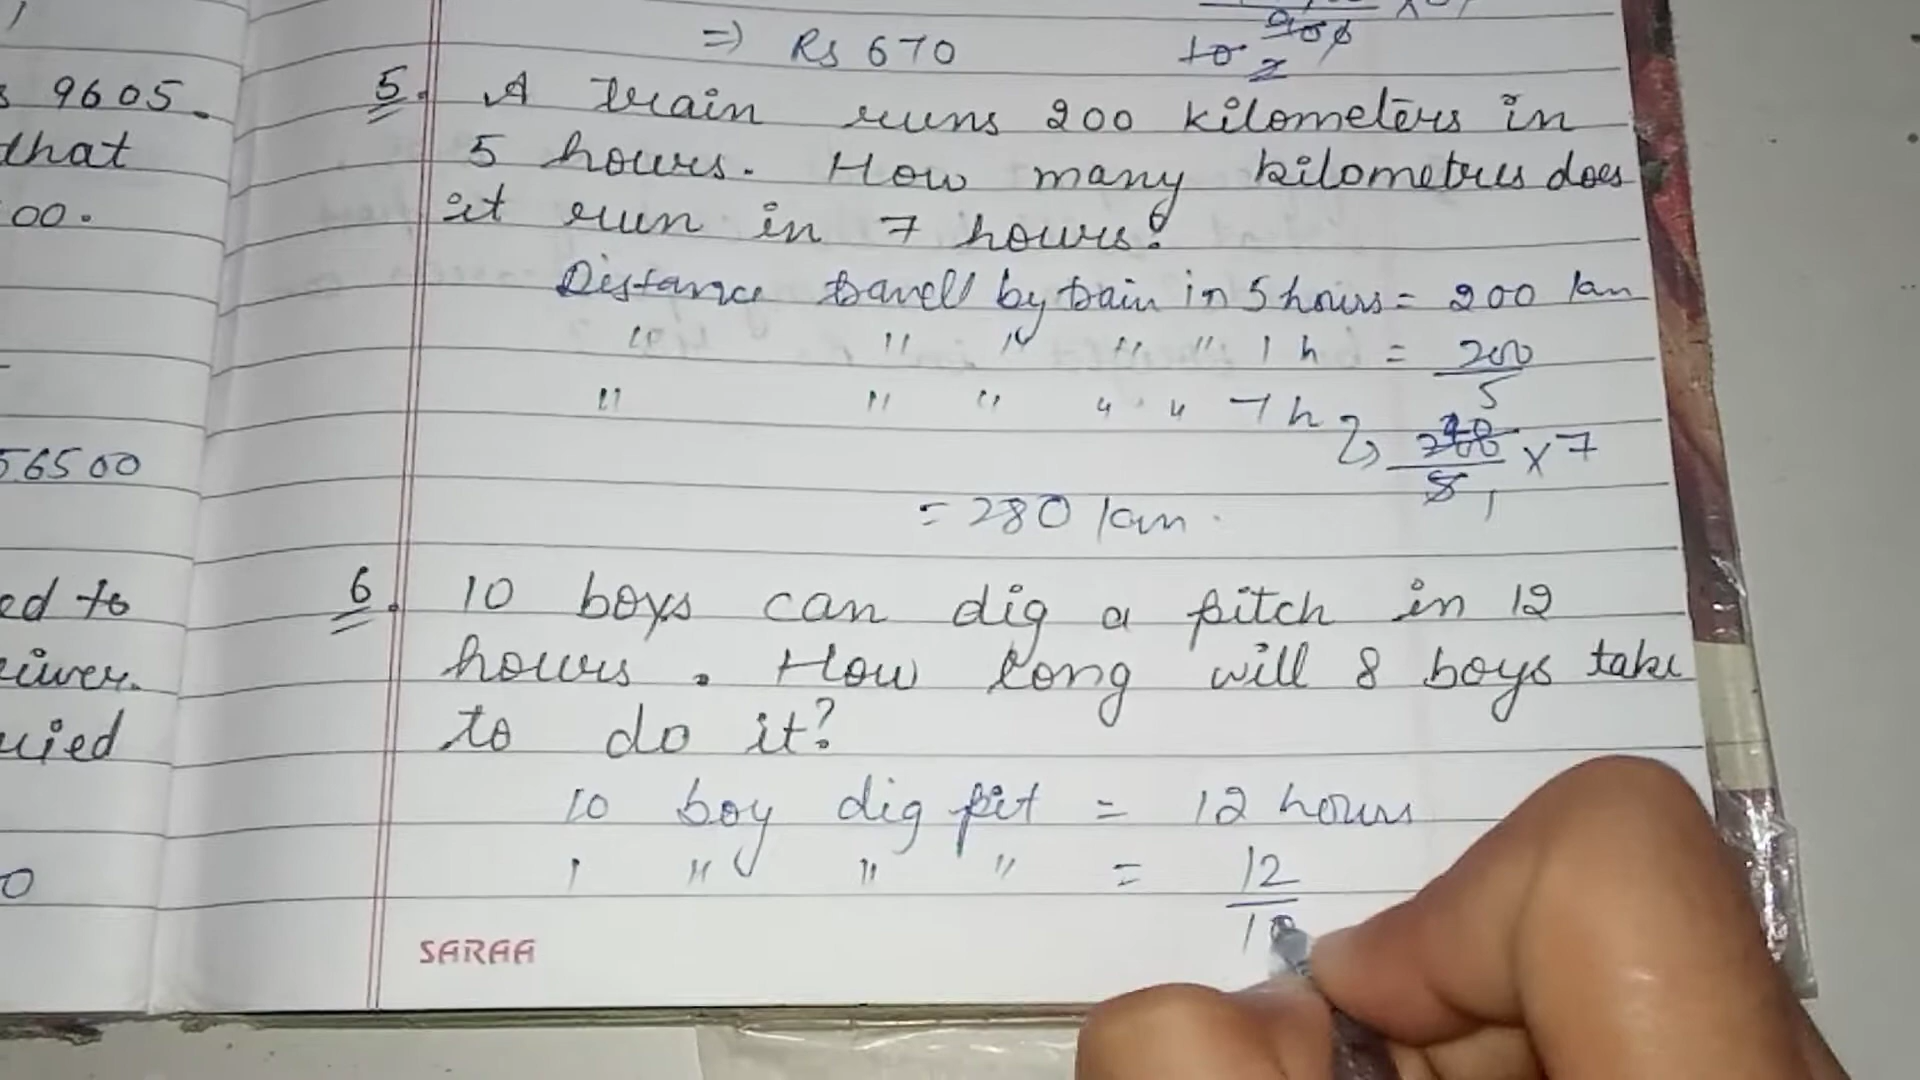 =) Rs 670
s 9605.
that
00.
56500
ed to
0
5. A train runs 200 kilometers in
5 hours. How many kilometres does
it run in 7 hours?
Distance travell by train in 5 hours = 200 km
" " " " " 1 h = 200/5
" " " " " 7 h => 200/5 x 7
40
1
= 280 km.
6. 10 boys can dig a pitch in 12
hours. How long will 8 boys take
to do it?
10 boy dig pit = 12 hours
1 " " " = 12/10
SARAA